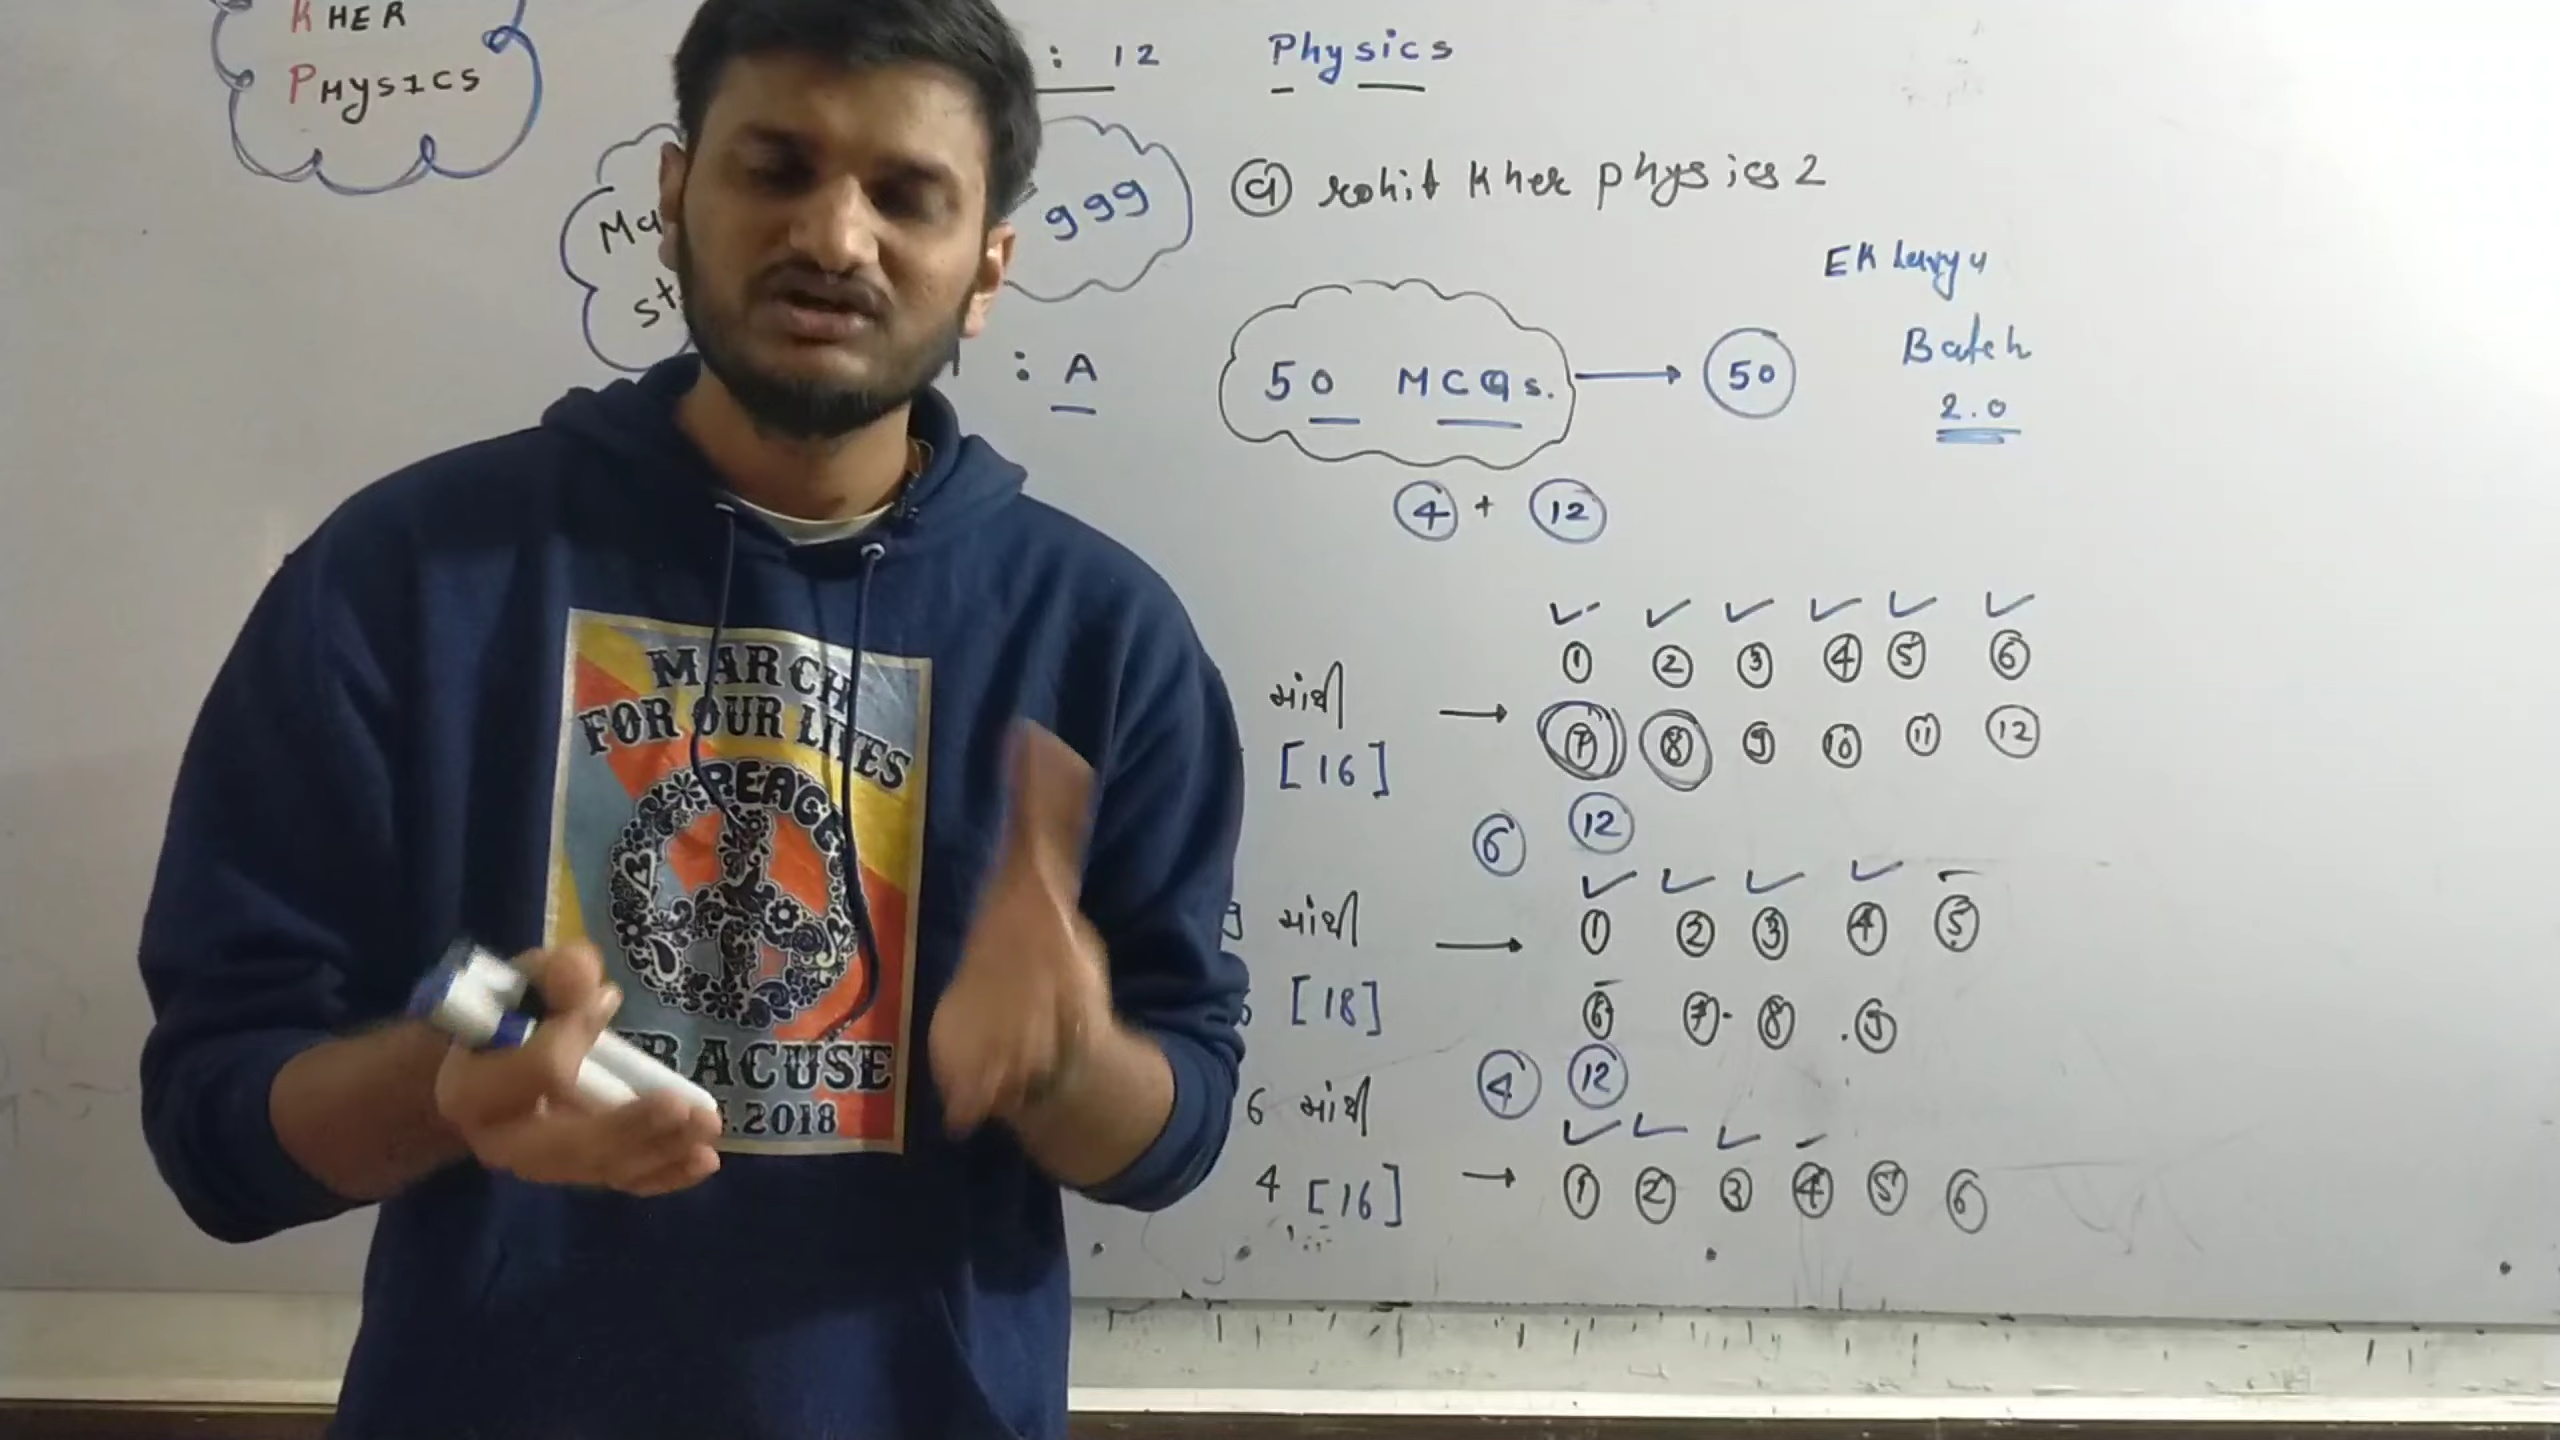 KHER
PHYSICS
: 12 Physics
999
@ rohit kher physics 2
EKlavya
Batch
2.0
: A
50 MCQs. → 50
4 + 12
માંથી → 1 2 3 4 5 6
[16] 7 8 9 10 11 12
6 12
9 માંથી → 1 2 3 4 5
[18] 6 7 8 9
4 12
6 માંથી
4 [16] → 1 2 3 4 5 6
MARCH
FOR OUR LIVES
PEACE
RACUSE
.2018